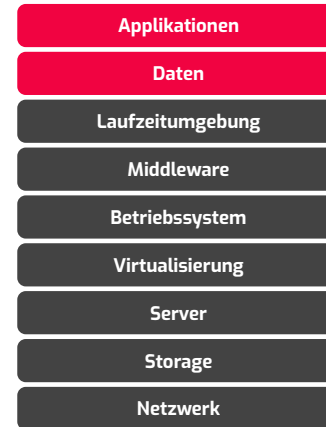 Applikationen
Daten
Laufzeitumgebung
Middleware
Betriebssystem
Virtualisierung
Server
Storage
Netzwerk